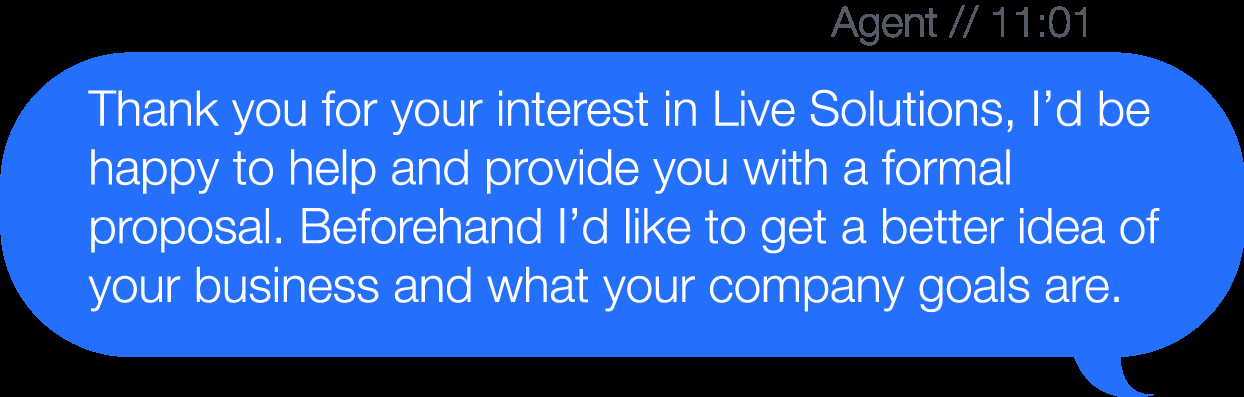 Agent // 11:01
Thank you for your interest in Live Solutions, I’d be
happy to help and provide you with a formal
proposal. Beforehand I’d like to get a better idea of
your business and what your company goals are.